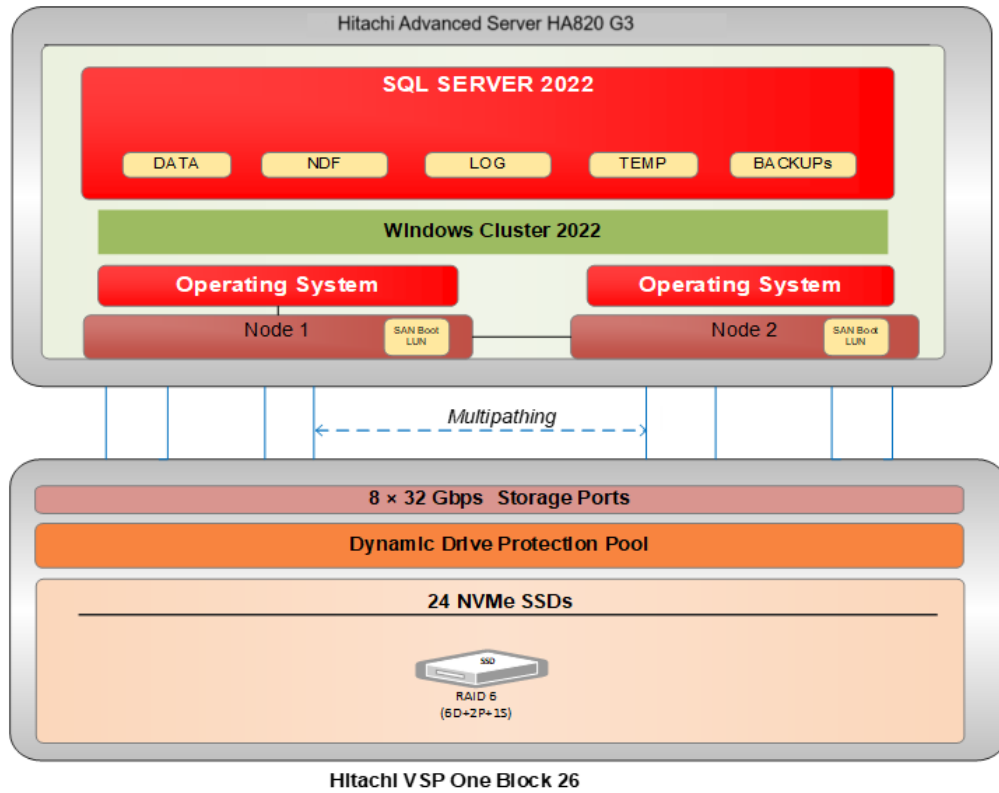 Hitachi Advanced Server HA820 G3
SQL SERVER 2022
DATA NDF LOG TEMP BACKUPs
Windows Cluster 2022
Operating System Operating System
Node 1 SAN Boot LUN Node 2 SAN Boot LUN
Multipathing
8 × 32 Gbps Storage Ports
Dynamic Drive Protection Pool
24 NVMe SSDs
SSD
RAID 6
(6D+2P+1S)
Hitachi VSP One Block 26